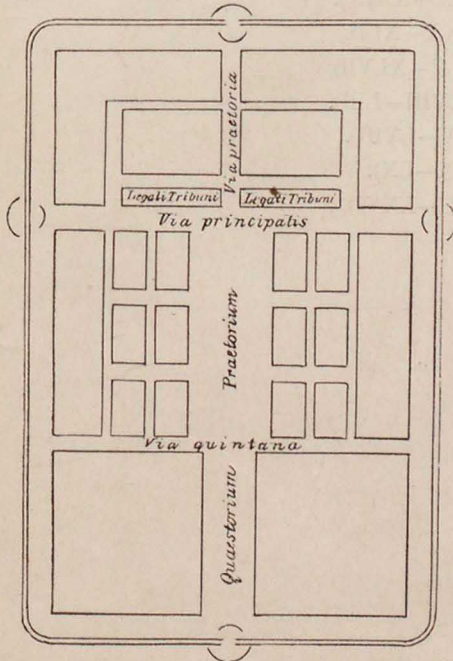 Via praetoria
Legati Tribuni
Legati Tribuni
Via principalis
Praetorium
Via quintana
Quaestorium